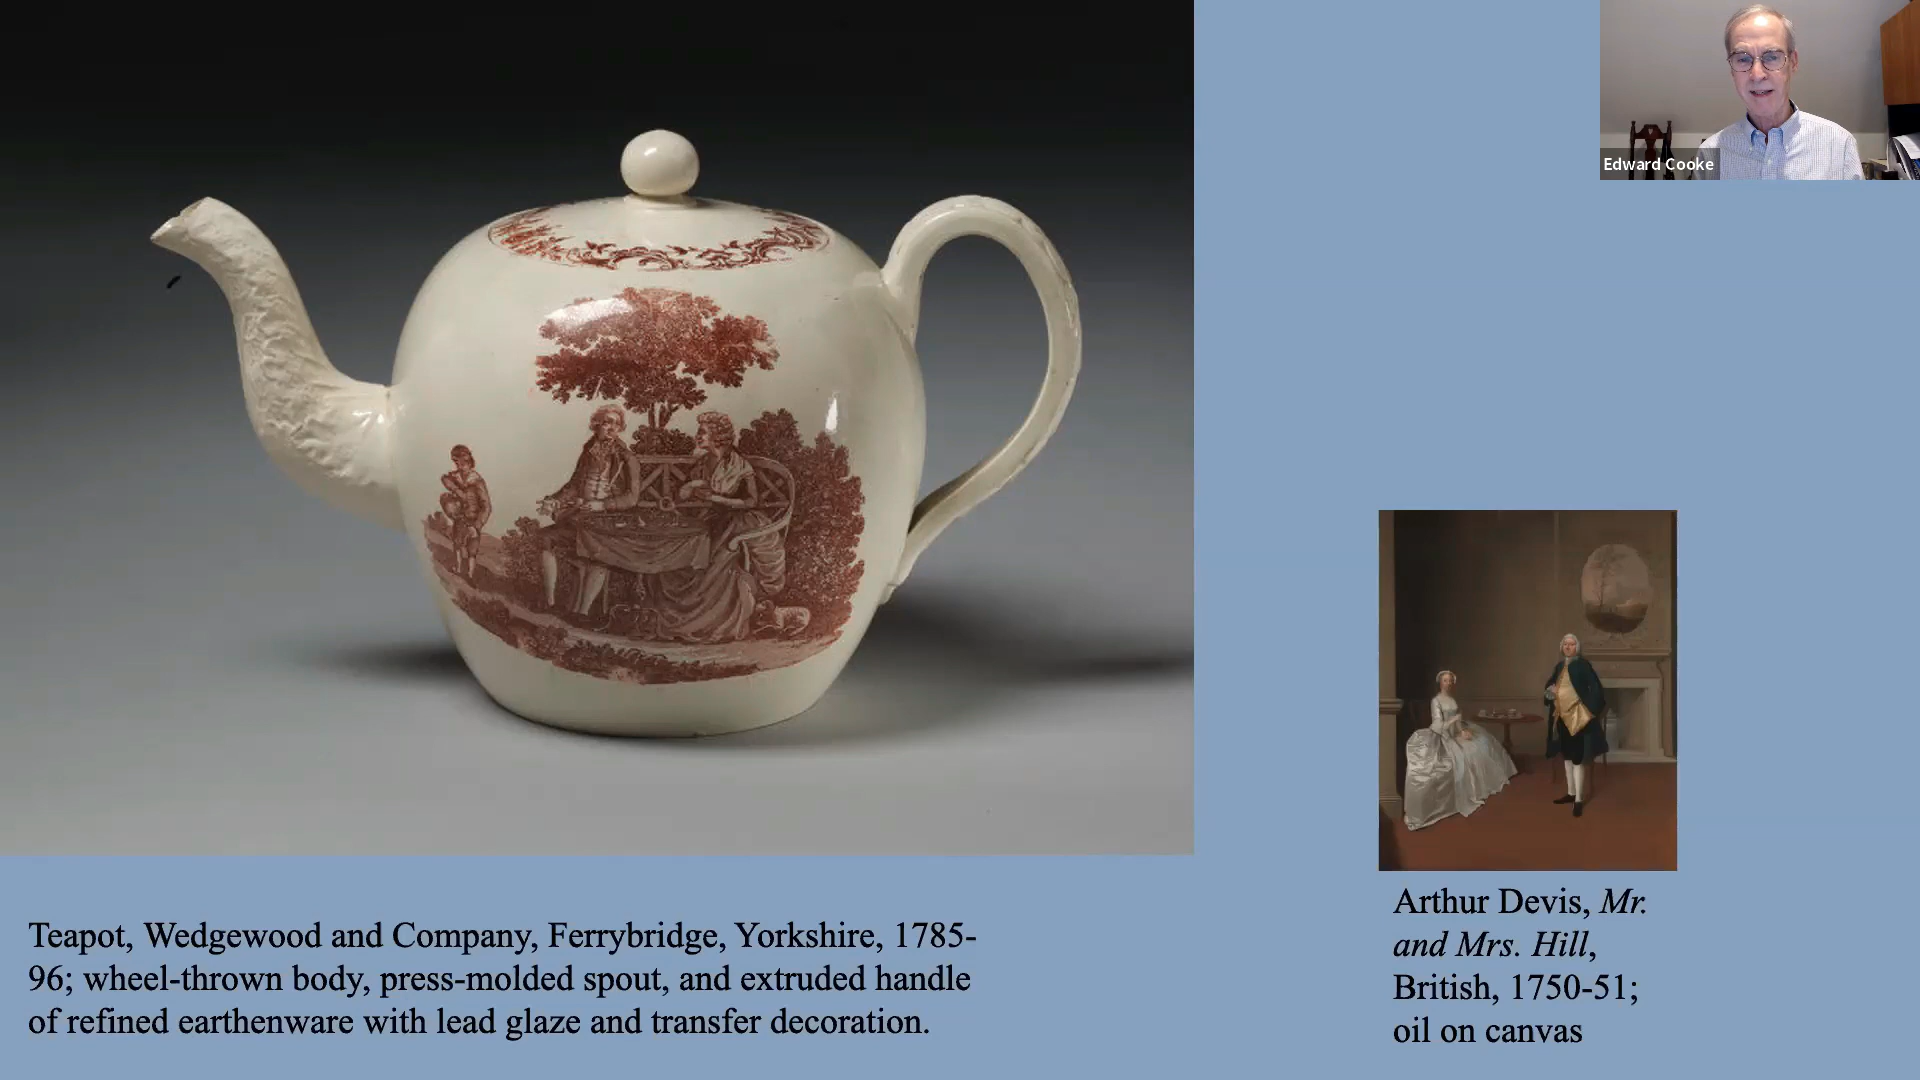 Edward Cooke
Teapot, Wedgewood and Company, Ferrybridge, Yorkshire, 1785-
96; wheel-thrown body, press-molded spout, and extruded handle
of refined earthenware with lead glaze and transfer decoration.
Arthur Devis, Mr.
and Mrs. Hill,
British, 1750-51;
oil on canvas